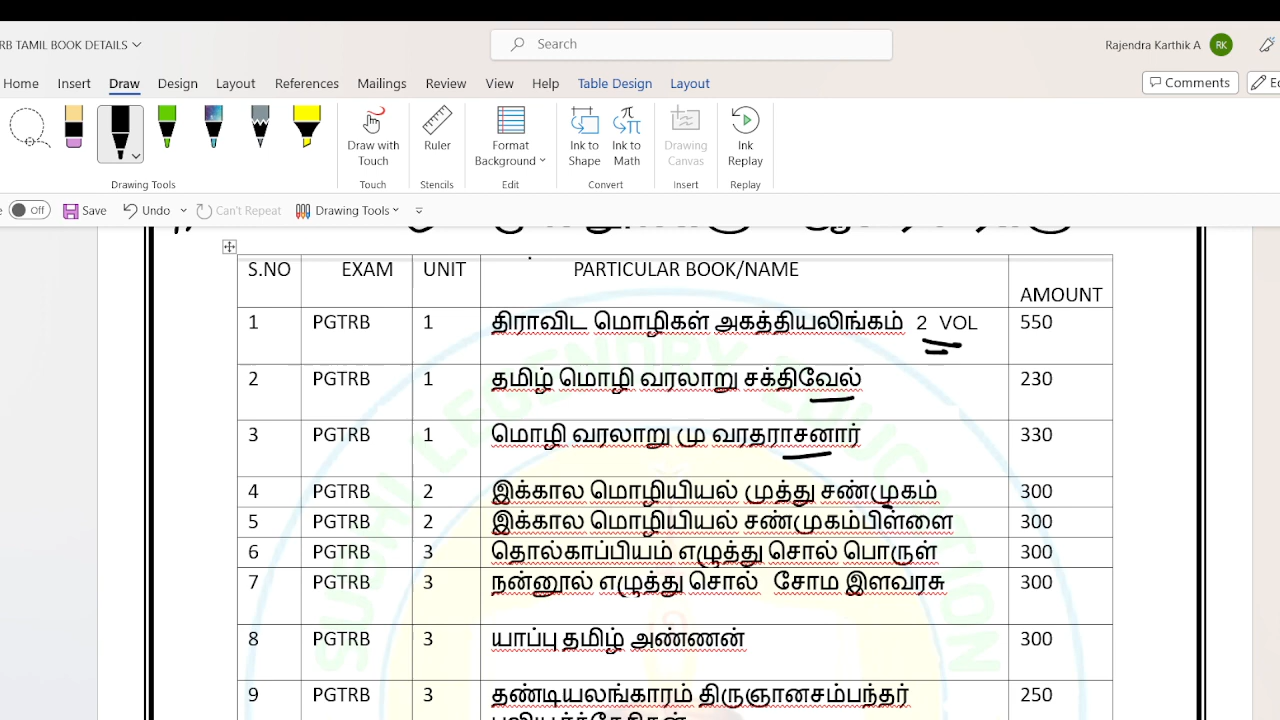 RB TAMIL BOOK DETAILS
Search
Rajendra Karthik A RK
Home Insert Draw Design Layout References Mailings Review View Help Table Design Layout
Comments
Draw with Touch Ruler Format Background Ink to Shape Ink to Math Drawing Canvas Ink Replay
Drawing Tools Touch Stencils Edit Convert Insert Replay
Off Save Undo Can't Repeat Drawing Tools
S.NO EXAM UNIT PARTICULAR BOOK/NAME AMOUNT
1 PGTRB 1 திராவிட மொழிகள் அகத்தியலிங்கம் 2 VOL 550
2 PGTRB 1 தமிழ் மொழி வரலாறு சக்திவேல் 230
3 PGTRB 1 மொழி வரலாறு மு வரதராசனார் 330
4 PGTRB 2 இக்கால மொழியியல் முத்து சண்முகம் 300
5 PGTRB 2 இக்கால மொழியியல் சண்முகம்பிள்ளை 300
6 PGTRB 3 தொல்காப்பியம் எழுத்து சொல் பொருள் 300
7 PGTRB 3 நன்னூல் எழுத்து சொல் சோம இளவரசு 300
8 PGTRB 3 யாப்பு தமிழ் அண்ணன் 300
9 PGTRB 3 தண்டியலங்காரம் திருஞானசம்பந்தர் 250